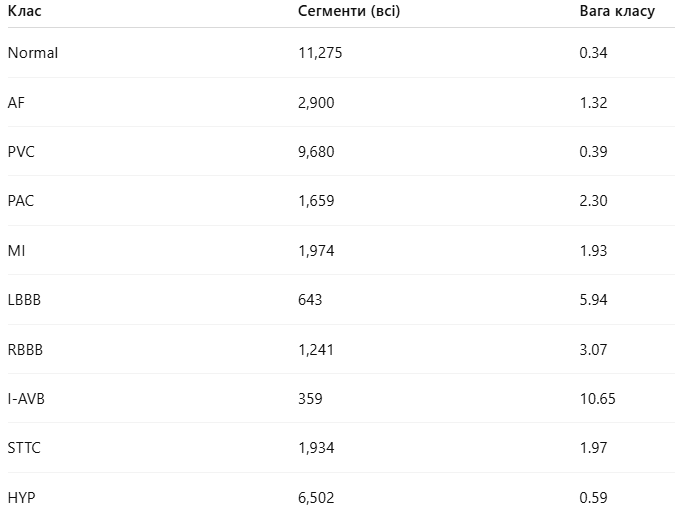 Клас Сегменти (всі) Вага класу
Normal 11,275 0.34
AF 2,900 1.32
PVC 9,680 0.39
PAC 1,659 2.30
MI 1,974 1.93
LBBB 643 5.94
RBBB 1,241 3.07
I-AVB 359 10.65
STTC 1,934 1.97
HYP 6,502 0.59